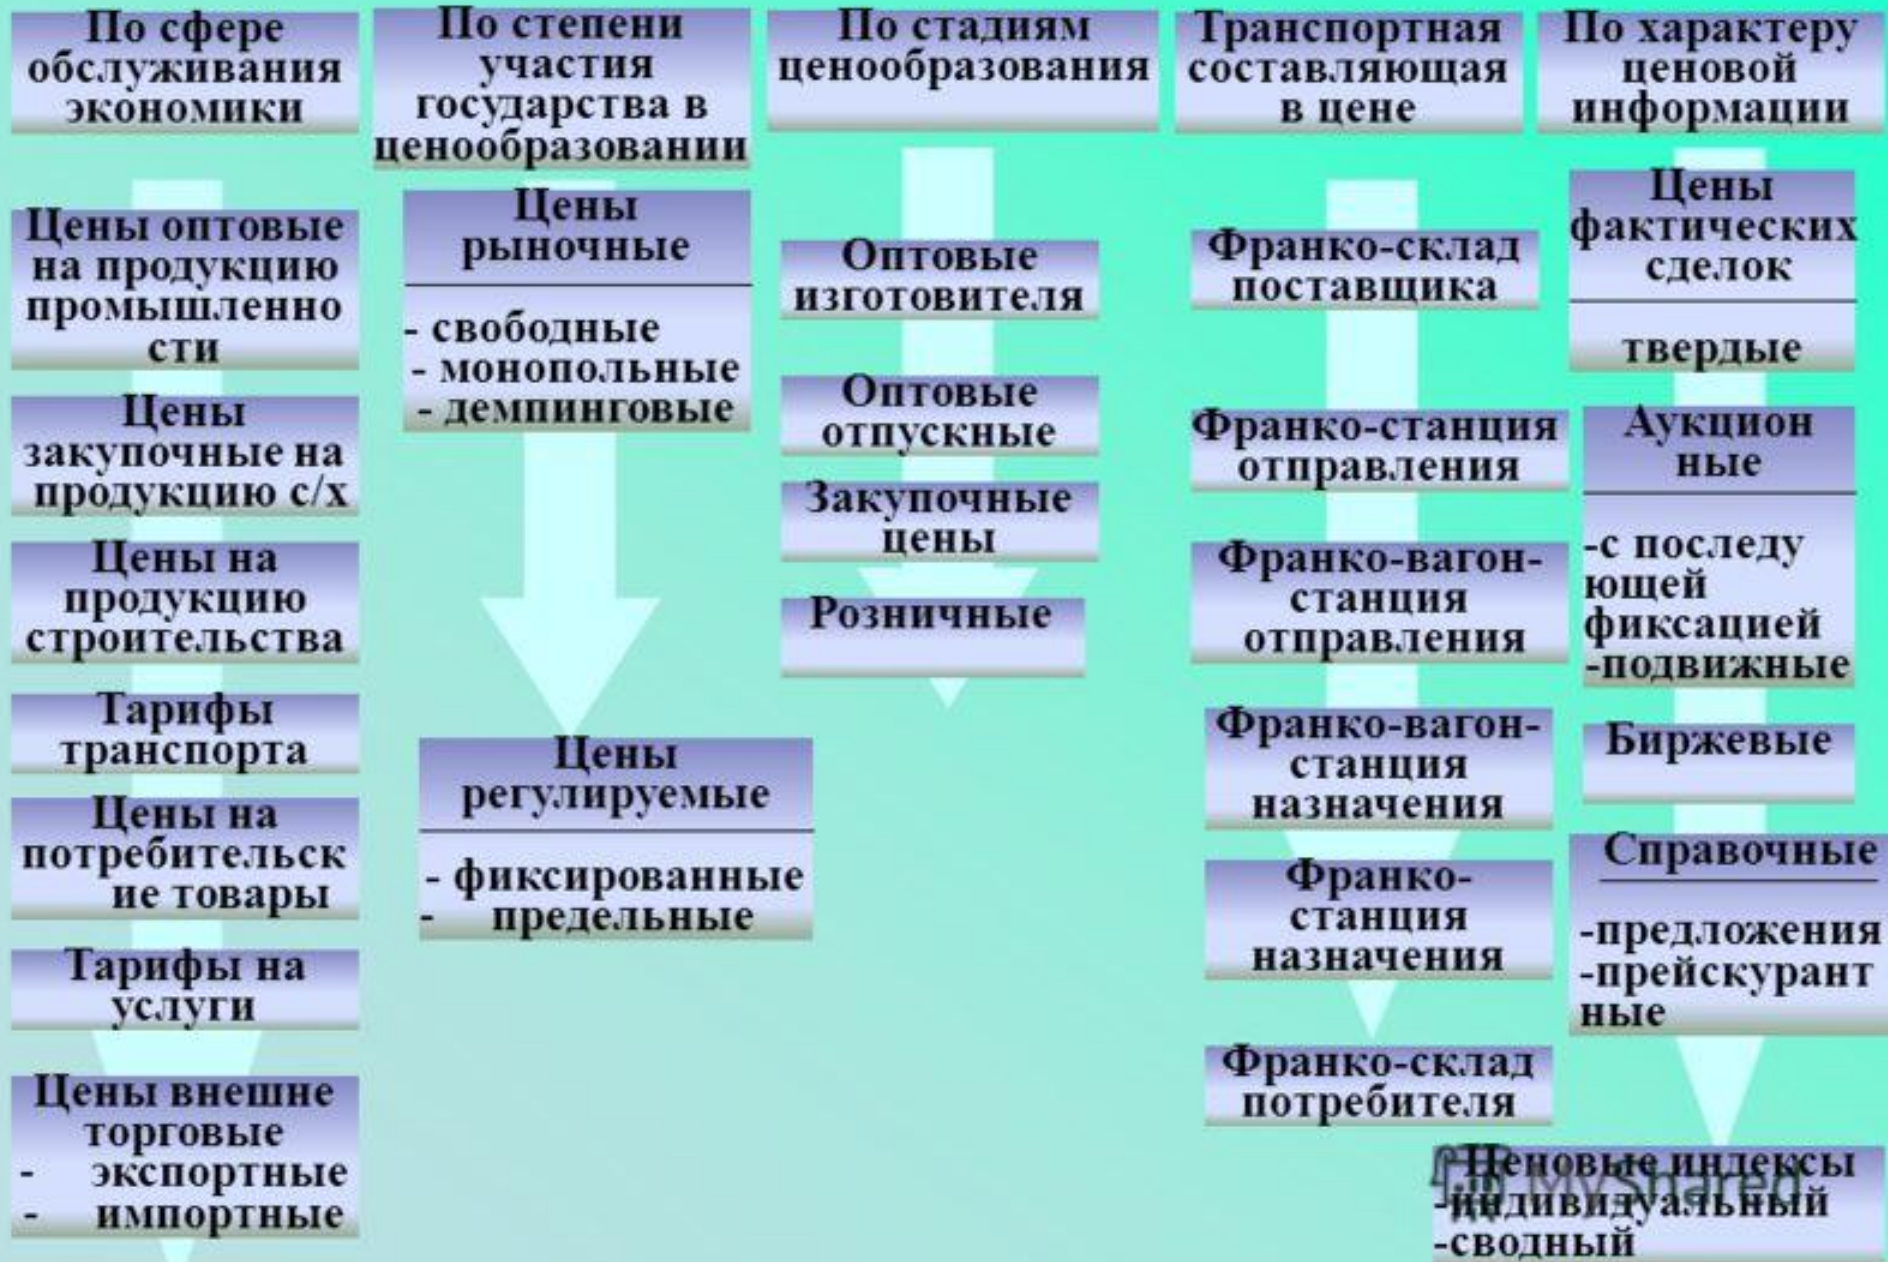 По сфере
обслуживания
экономики
Цены оптовые
на продукцию
промышленно
сти
Цены
закупочные на
продукцию с/х
Цены на
продукцию
строительства
Тарифы
транспорта
Цены на
потребительск
ие товары
Тарифы на
услуги
Цены внешне
торговые
- экспортные
- импортные
По степени
участия
государства в
ценообразовании
Цены
рыночные
- свободные
- монопольные
- демпинговые
Цены
регулируемые
- фиксированные
- предельные
По стадиям
ценообразования
Оптовые
изготовителя
Оптовые
отпускные
Закупочные
цены
Розничные
Транспортная
составляющая
в цене
Франко-склад
поставщика
Франко-станция
отправления
Франко-вагон-
станция
отправления
Франко-вагон-
станция
назначения
Франко-
станция
назначения
Франко-склад
потребителя
По характеру
ценовой
информации
Цены
фактических
сделок
твердые
Аукцион
ные
-с последу
ющей
фиксацией
-подвижные
Биржевые
Справочные
-предложения
-прейскурант
ные
Ценовые индексы
-индивидуальный
-сводный
MyShared